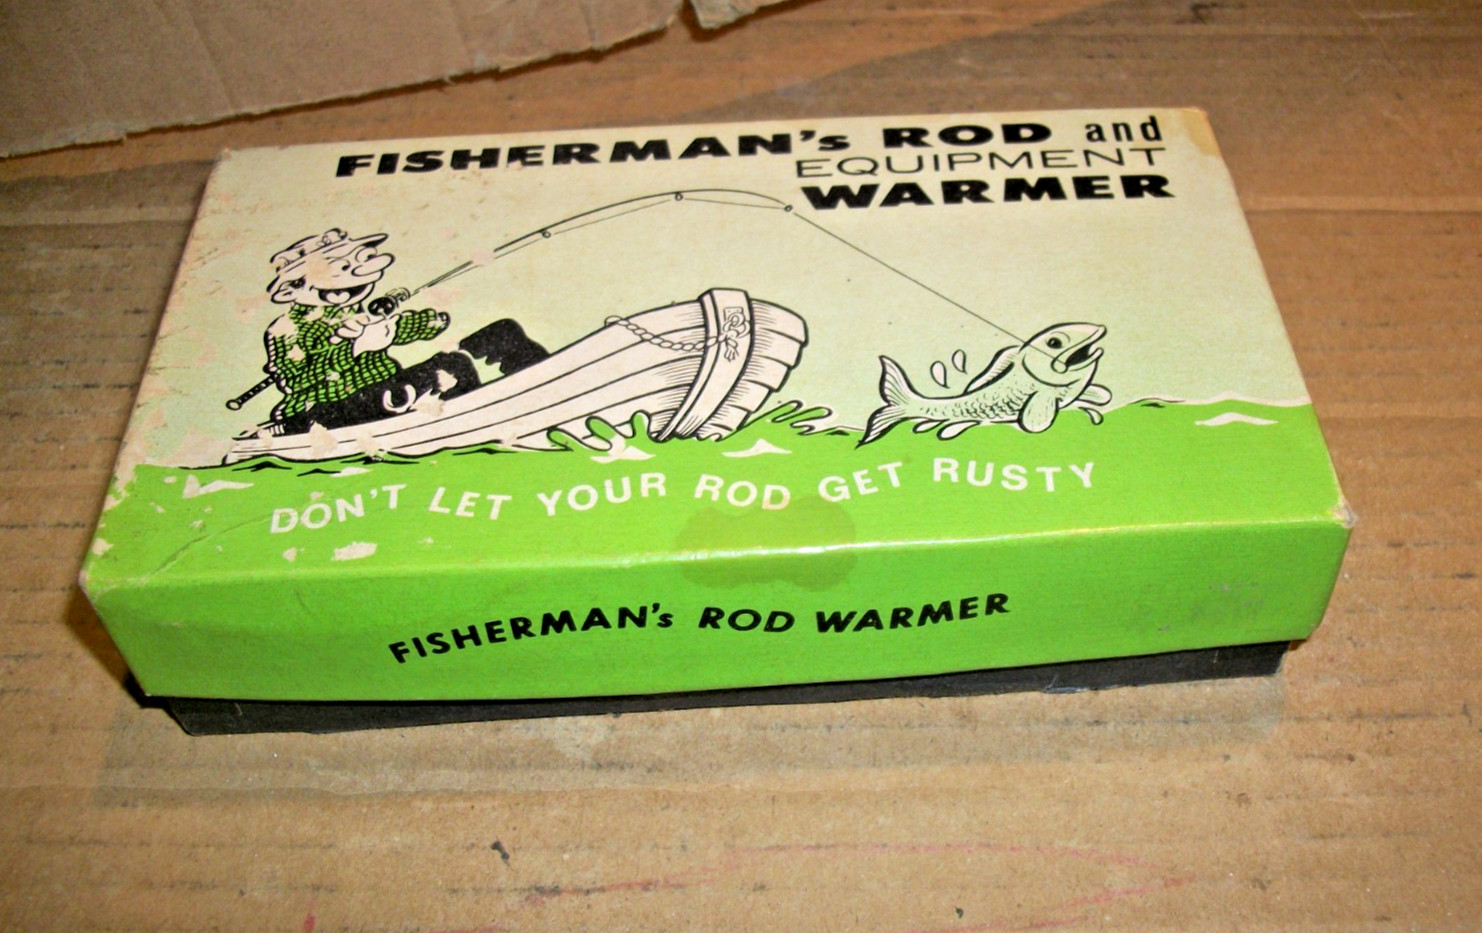 FISHERMAN's ROD and
EQUIPMENT
WARMER
DON'T LET YOUR ROD GET RUSTY
FISHERMAN's ROD WARMER